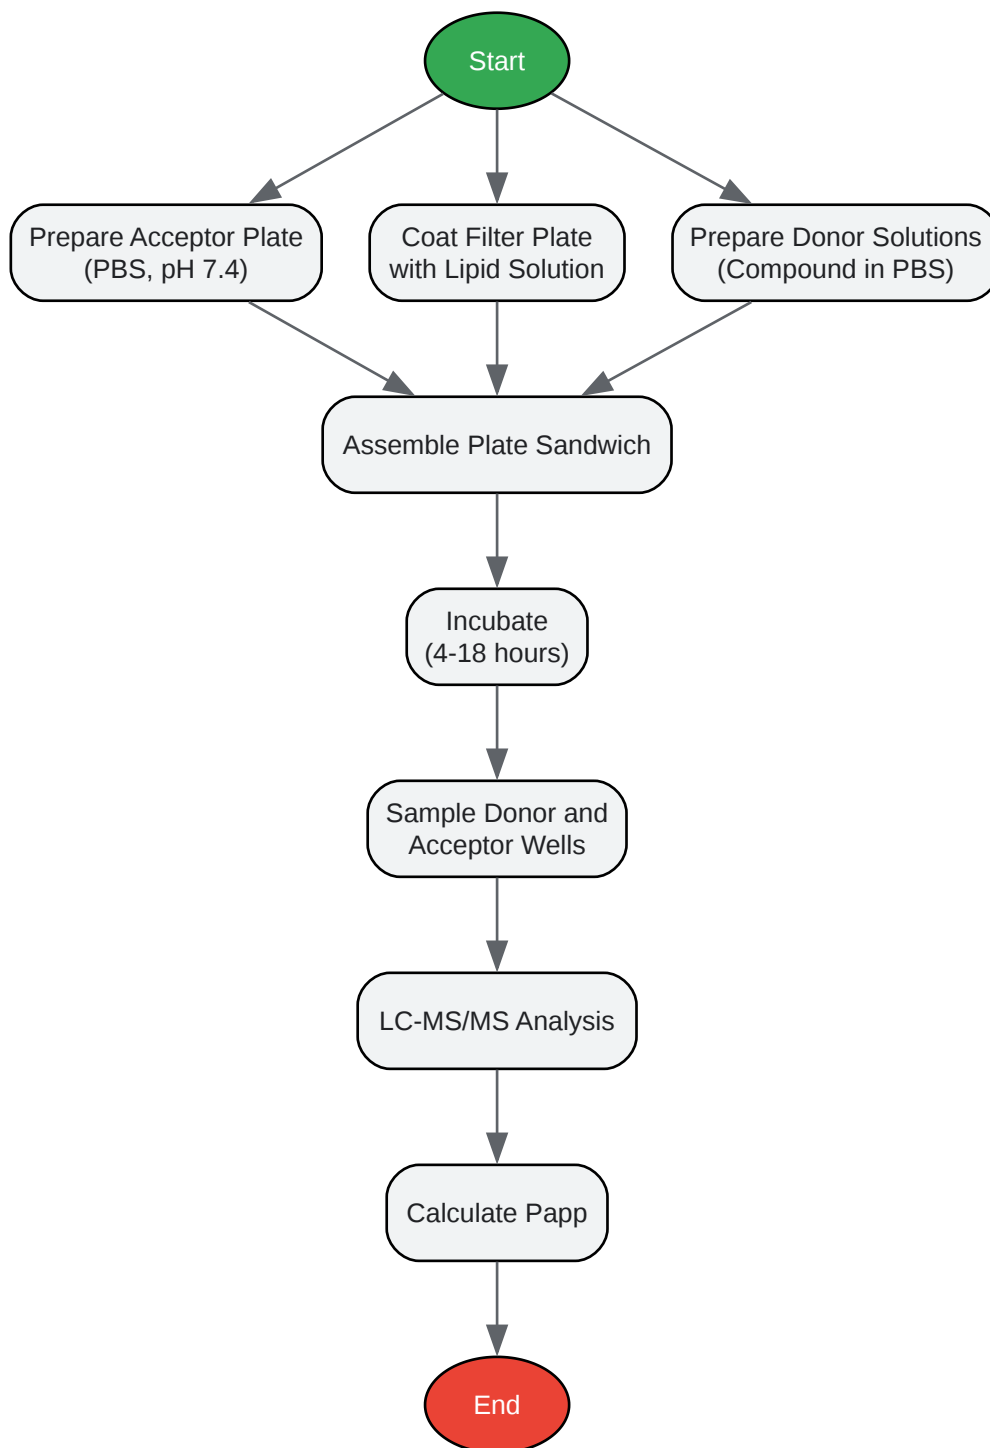 Start
Prepare Acceptor Plate
(PBS, pH 7.4)
Coat Filter Plate
with Lipid Solution
Prepare Donor Solutions
(Compound in PBS)
Assemble Plate Sandwich
Incubate
(4-18 hours)
Sample Donor and
Acceptor Wells
LC-MS/MS Analysis
Calculate Papp
End